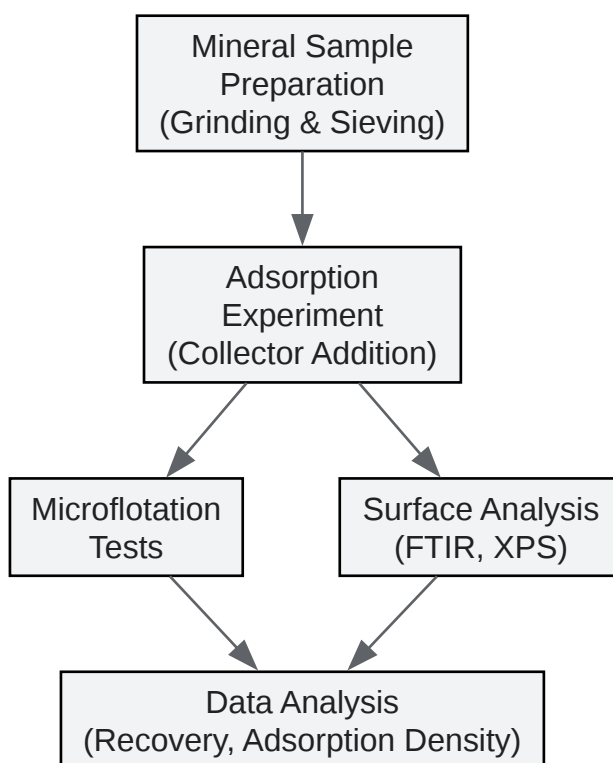 Mineral Sample
Preparation
(Grinding & Sieving)
Adsorption
Experiment
(Collector Addition)
Microflotation
Tests
Surface Analysis
(FTIR, XPS)
Data Analysis
(Recovery, Adsorption Density)